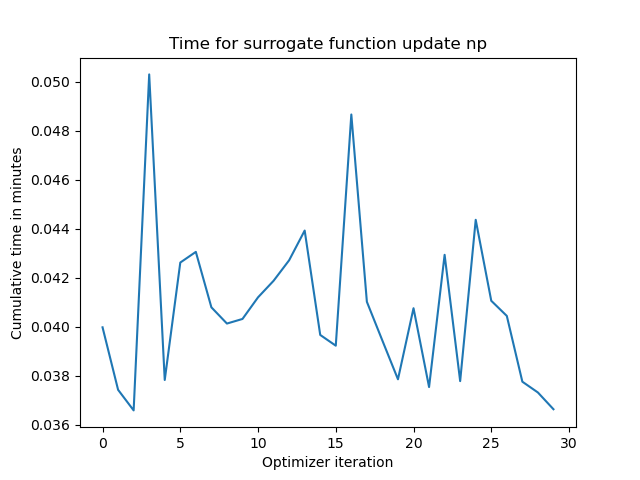 Time for surrogate function update np
Cumulative time in minutes
0.050
0.048
0.046
0.044
0.042
0.040
0.038
0.036
0 5 10 15 20 25 30
Optimizer iteration